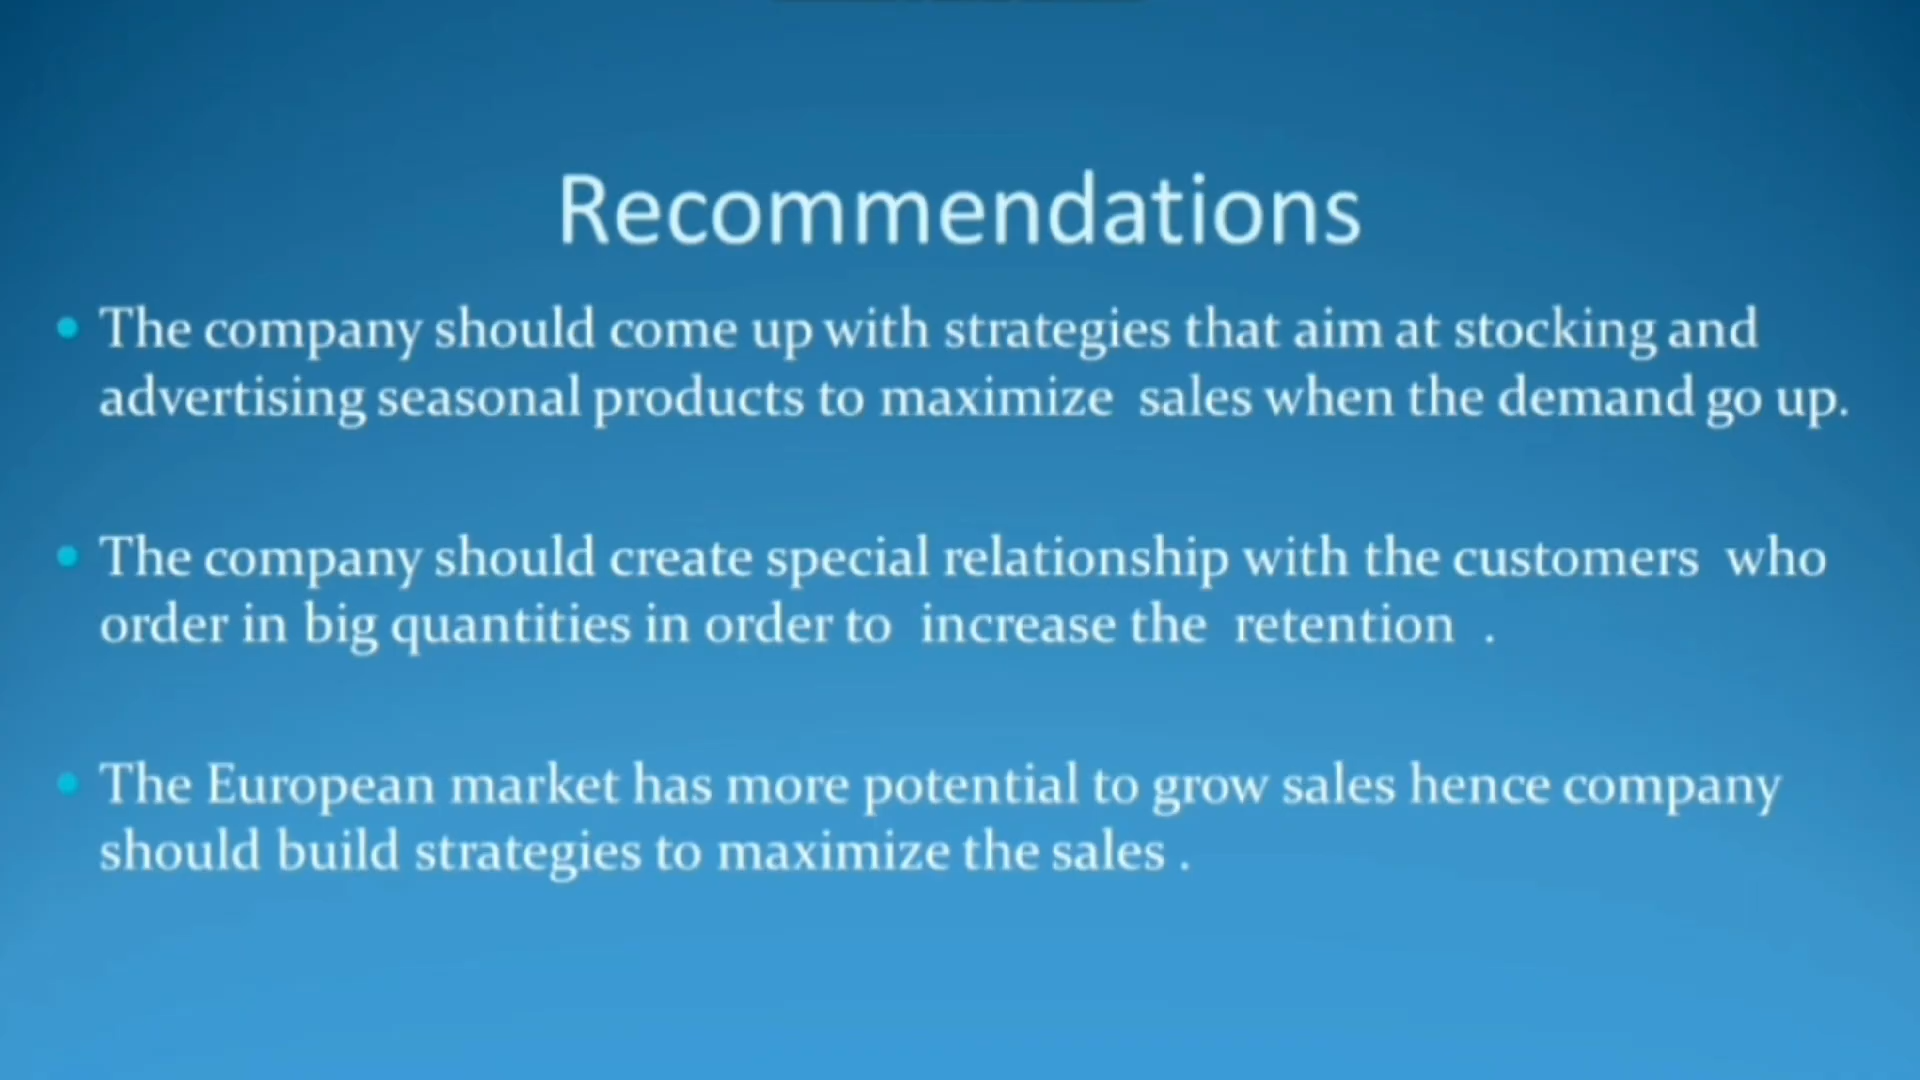 Recommendations
The company should come up with strategies that aim at stocking and
advertising seasonal products to maximize sales when the demand go up.
The company should create special relationship with the customers who
order in big quantities in order to increase the retention .
The European market has more potential to grow sales hence company
should build strategies to maximize the sales .